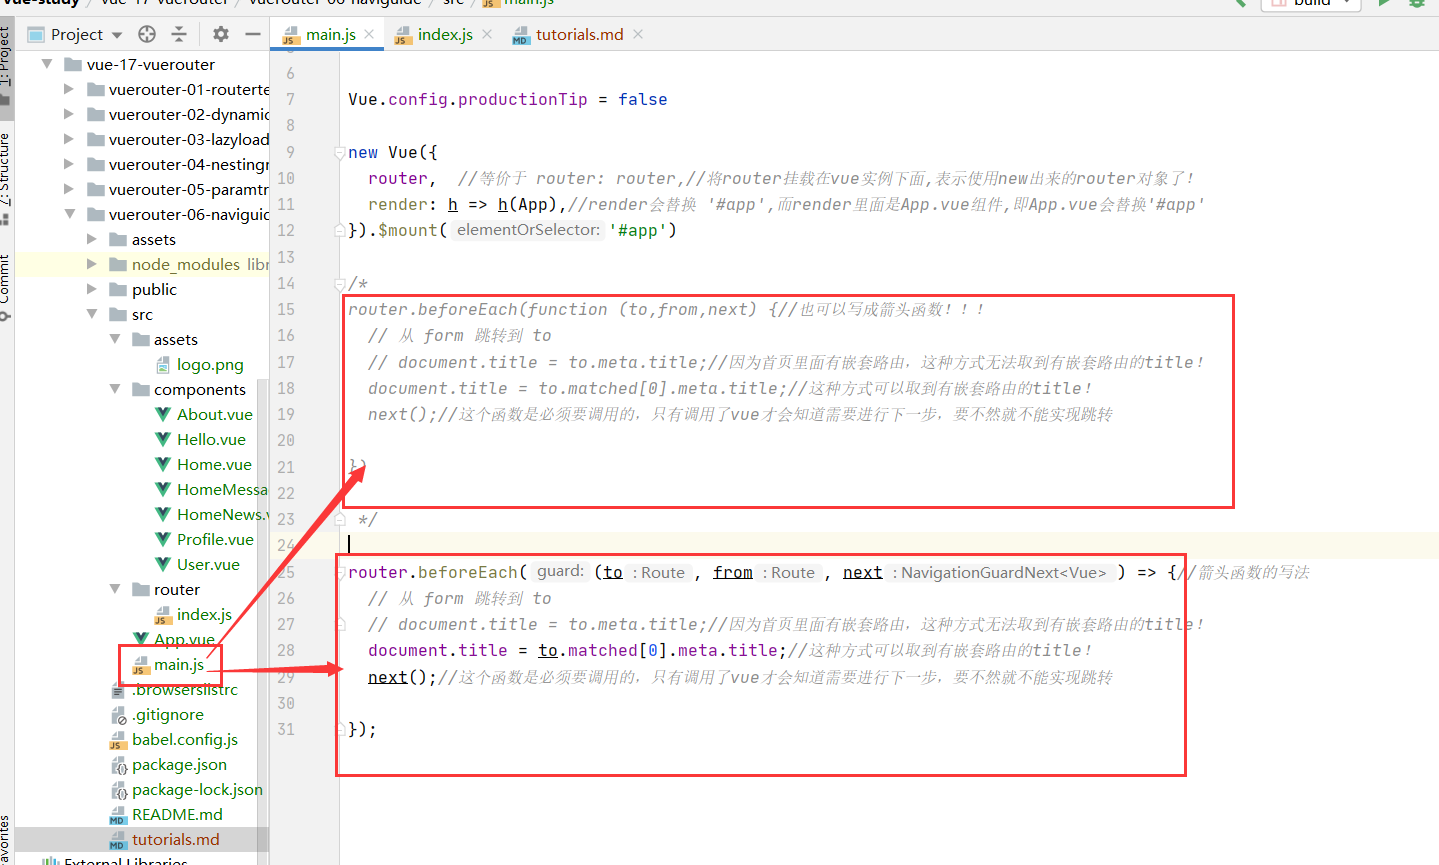 vue-study / vue-17-vuerouter / vuerouter-06-naviguide / src / main.js
build
Project
main.js
index.js
tutorials.md
1: Project
7: Structure
Commit
avorites
vue-17-vuerouter
vuerouter-01-routerte
vuerouter-02-dynamic
vuerouter-03-lazyload
vuerouter-04-nestingr
vuerouter-05-paramtr
vuerouter-06-naviguid
assets
node_modules libr
public
src
assets
logo.png
components
About.vue
Hello.vue
Home.vue
HomeMessa
HomeNews.v
Profile.vue
User.vue
router
index.js
App.vue
main.js
.browserslistrc
.gitignore
babel.config.js
package.json
package-lock.json
README.md
tutorials.md
External Libraries
6
7 Vue.config.productionTip = false
8
9 new Vue({
10 router, //等价于 router: router,//将router挂载在vue实例下面,表示使用new出来的router对象了!
11 render: h => h(App),//render会替换 '#app',而render里面是App.vue组件,即App.vue会替换'#app'
12 }).$mount( elementOrSelector: '#app')
13
14 /*
15 router.beforeEach(function (to,from,next) {//也可以写成箭头函数!!!
16 // 从 form 跳转到 to
17 // document.title = to.meta.title;//因为首页里面有嵌套路由，这种方式无法取到有嵌套路由的title!
18 document.title = to.matched[0].meta.title;//这种方式可以取到有嵌套路由的title!
19 next();//这个函数是必须要调用的，只有调用了vue才会知道需要进行下一步，要不然就不能实现跳转
20
21 })
22
23 */
24
25 router.beforeEach( guard: (to : Route , from : Route , next : NavigationGuardNext<Vue> ) => {//箭头函数的写法
26 // 从 form 跳转到 to
27 // document.title = to.meta.title;//因为首页里面有嵌套路由，这种方式无法取到有嵌套路由的title!
28 document.title = to.matched[0].meta.title;//这种方式可以取到有嵌套路由的title!
29 next();//这个函数是必须要调用的，只有调用了vue才会知道需要进行下一步，要不然就不能实现跳转
30
31 });